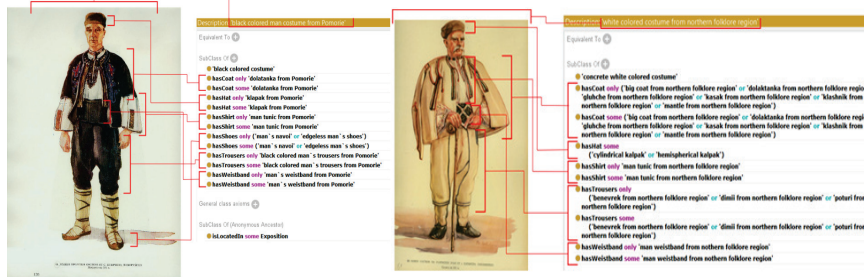 Description: 'black colored man costume from Pomorie'
Equivalent To
SubClass Of
'black colored costume'
hasCoat only 'dolatanka from Pomorie'
hasCoat some 'dolatanka from Pomorie'
hasHat only 'klapak from Pomorie'
hasHat some 'klapak from Pomorie'
hasShirt only 'man tunic from Pomorie'
hasShirt some 'man tunic from Pomorie'
hasShoes only ('man`s navoi' or 'edgeless man`s shoes')
hasShoes some ('man`s navoi' or 'edgeless man`s shoes')
hasTrousers only 'black colored man`s trousers from Pomorie'
hasTrousers some 'black colored man`s trousers from Pomorie'
hasWeistband only 'man`s weistband from Pomorie'
hasWeistband some 'man`s weistband from Pomorie'
General class axioms
SubClass Of (Anonymous Ancestor)
isLocatedIn some Exposition
Description: 'white colored costume from northern folklore region'
Equivalent To
SubClass Of
'concrete white colored costume'
hasCoat only ('big coat from northern folklore region' or 'dolaktanka from northern folklore region' or
'gluhche from northern folklore region' or 'kasak from northern folklore region' or 'klashnik from
northern folklore region' or 'mantle from northern folklore region')
hasCoat some ('big coat from northern folklore region' or 'dolaktanka from northern folklore region' or
'gluhche from northern folklore region' or 'kasak from northern folklore region' or 'klashnik from
northern folklore region' or 'mantle from northern folklore region')
hasHat some
('cylindrical kalpak' or 'hemispherical kalpak')
hasShirt only 'man tunic from northern folklore region'
hasShirt some 'man tunic from northern folklore region'
hasTrousers only
('benevrek from northern folklore region' or 'dimii from northern folklore region' or 'poturi from
northern folklore region')
hasTrousers some
('benevrek from northern folklore region' or 'dimii from northern folklore region' or 'poturi from
northern folklore region')
hasWeistband only 'man weistband from nothern folklore region'
hasWeistband some 'man weistband from nothern folklore region'